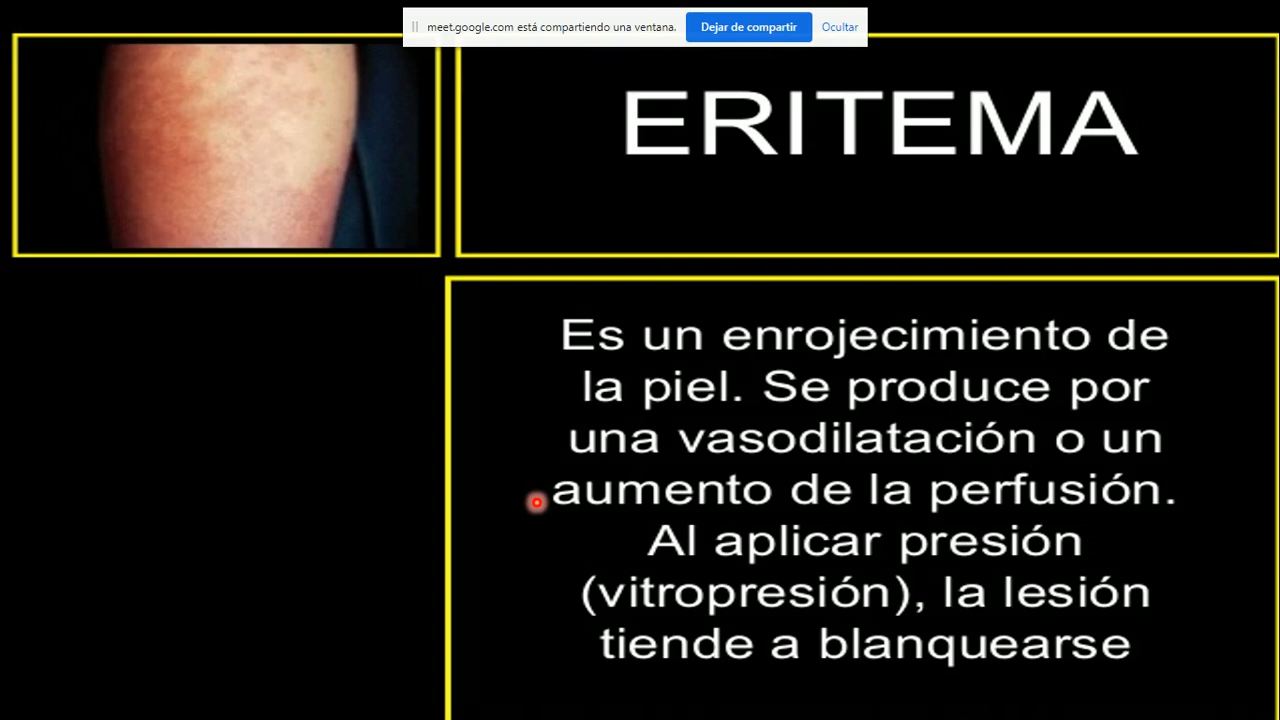 meet.google.com está compartiendo una ventana. Dejar de compartir Ocultar
ERITEMA
Es un enrojecimiento de
la piel. Se produce por
una vasodilatación o un
aumento de la perfusión.
Al aplicar presión
(vitropresión), la lesión
tiende a blanquearse